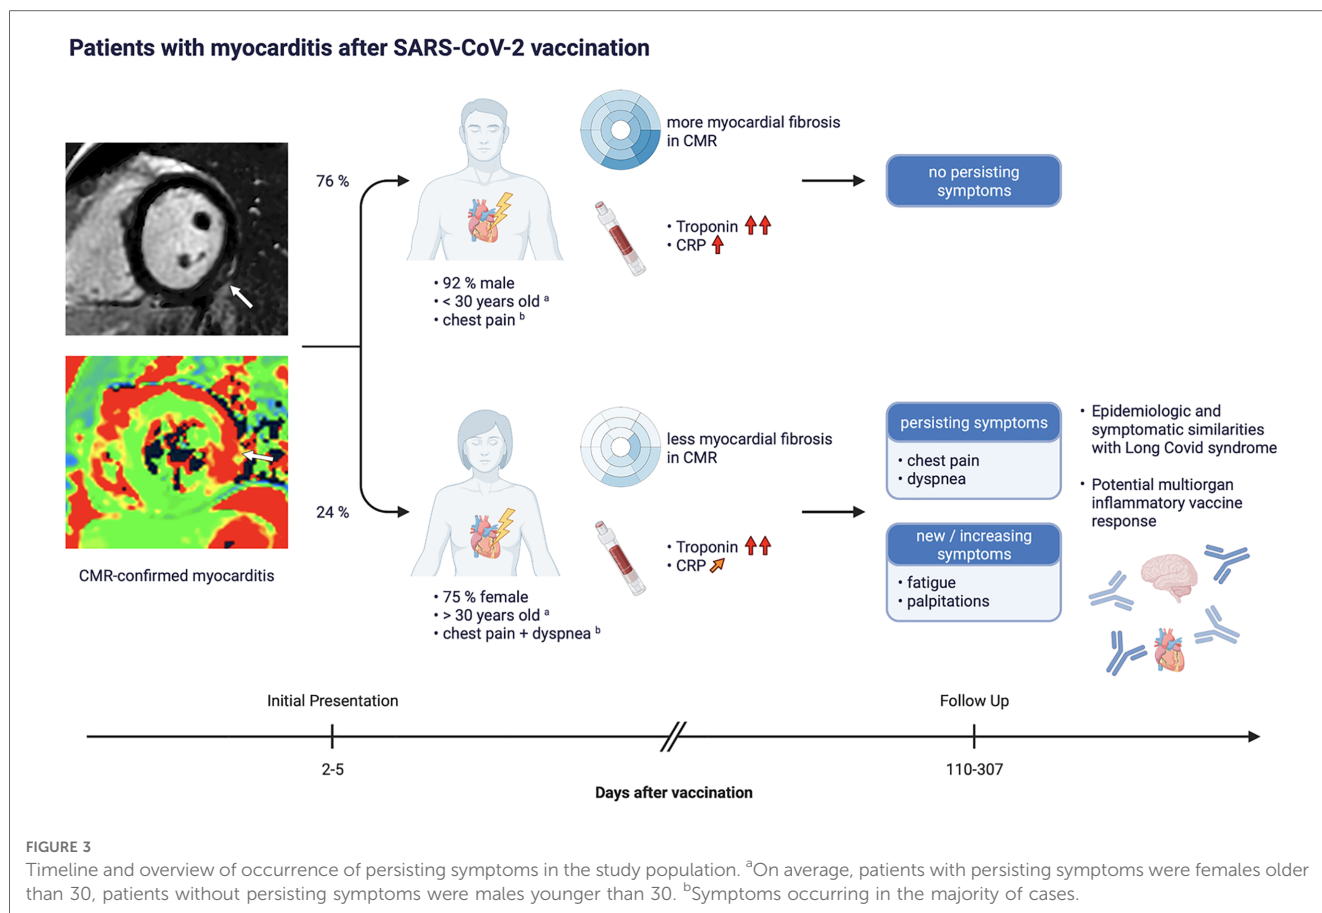 Patients with myocarditis after SARS-CoV-2 vaccination
76 %
more myocardial fibrosis
in CMR
• Troponin
• CRP
• 92 % male
• < 30 years old ᵃ
• chest pain ᵇ
no persisting
symptoms
CMR-confirmed myocarditis
24 %
less myocardial fibrosis
in CMR
• Troponin
• CRP
• 75 % female
• > 30 years old ᵃ
• chest pain + dyspnea ᵇ
persisting symptoms
• chest pain
• dyspnea
new / increasing
symptoms
• fatigue
• palpitations
• Epidemiologic and
symptomatic similarities
with Long Covid syndrome
• Potential multiorgan
inflammatory vaccine
response
Initial Presentation
Follow Up
2-5
110-307
Days after vaccination
FIGURE 3
Timeline and overview of occurrence of persisting symptoms in the study population. ᵃOn average, patients with persisting symptoms were females older
than 30, patients without persisting symptoms were males younger than 30. ᵇSymptoms occurring in the majority of cases.